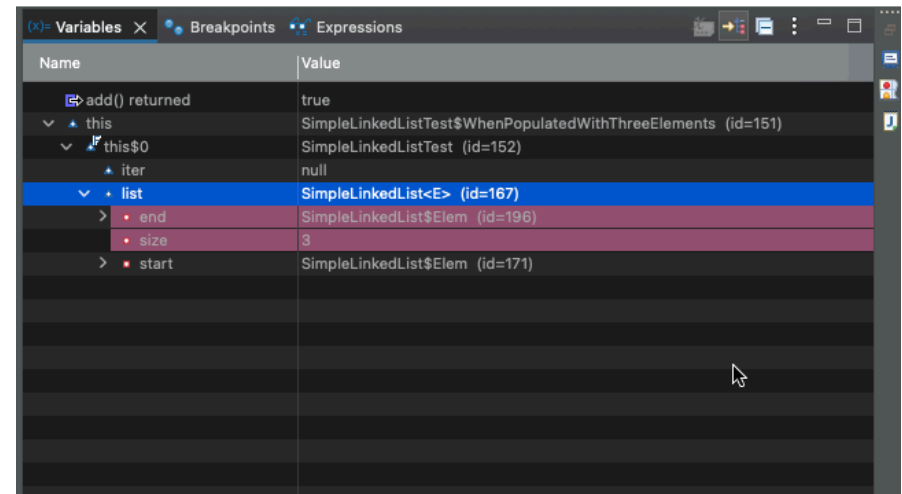 (x)= Variables Breakpoints Expressions
Name Value
add() returned true
this SimpleLinkedListTest$WhenPopulatedWithThreeElements (id=151)
this$0 SimpleLinkedListTest (id=152)
iter null
list SimpleLinkedList<E> (id=167)
end SimpleLinkedList$Elem (id=196)
size 3
start SimpleLinkedList$Elem (id=171)